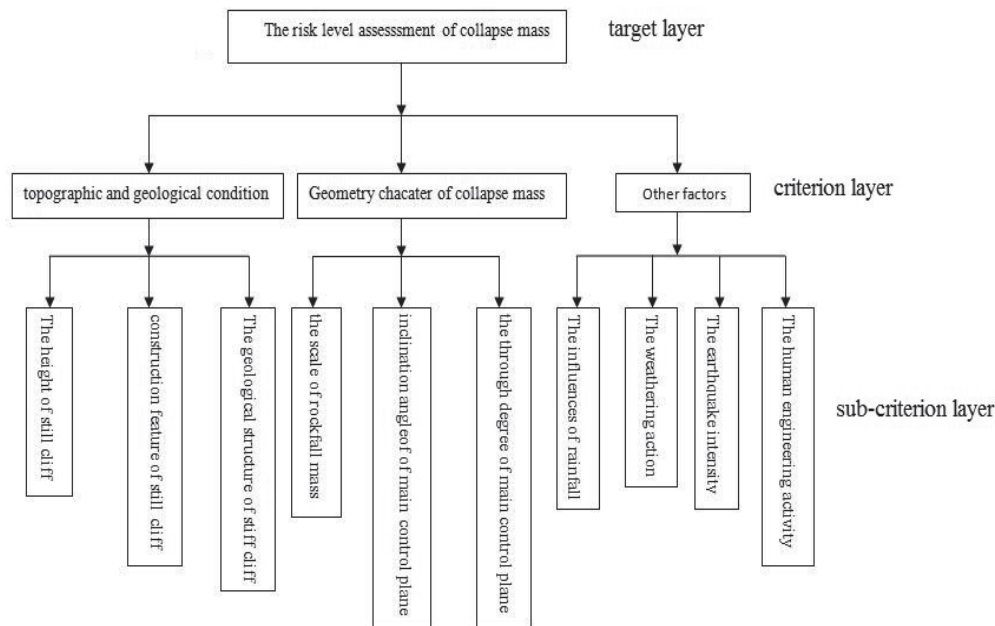 The risk level assesssment of collapse mass
target layer
topographic and geological condition
Geometry chacater of collapse mass
Other factors
criterion layer
The height of still cliff
construction feature of still cliff
The geological structure of stiff cliff
the scale of rockfall mass
inclination angleof of main control plane
the through degree of main control plane
The influences of rainfall
The weathering action
The earthquake intensity
The human engineering activity
sub-criterion layer